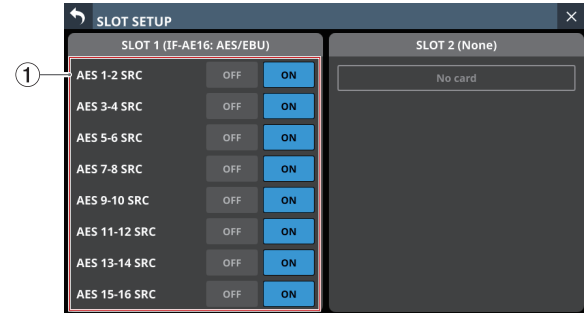 SLOT SETUP
SLOT 1 (IF-AE16: AES/EBU)
SLOT 2 (None)
1
AES 1-2 SRC OFF ON
No card
AES 3-4 SRC OFF ON
AES 5-6 SRC OFF ON
AES 7-8 SRC OFF ON
AES 9-10 SRC OFF ON
AES 11-12 SRC OFF ON
AES 13-14 SRC OFF ON
AES 15-16 SRC OFF ON